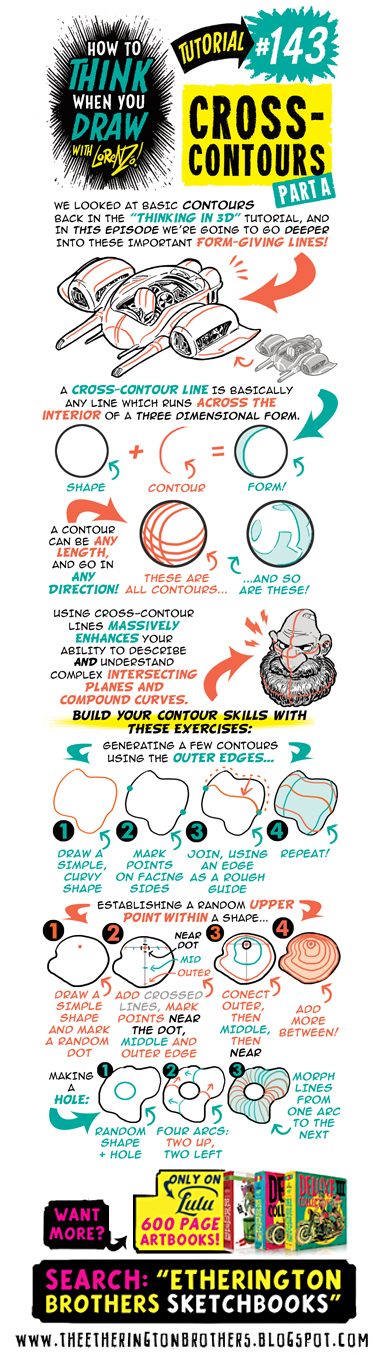 HOW TO
THINK
WHEN YOU
DRAW
WITH LORENZO!
TUTORIAL
#143
CROSS-
CONTOURS
PART A
WE LOOKED AT BASIC CONTOURS
BACK IN THE "THINKING IN 3D" TUTORIAL, AND
IN THIS EPISODE WE'RE GOING TO GO DEEPER
INTO THESE IMPORTANT FORM-GIVING LINES!
A CROSS-CONTOUR LINE IS BASICALLY
ANY LINE WHICH RUNS ACROSS THE
INTERIOR OF A THREE DIMENSIONAL FORM.
+
=
SHAPE
CONTOUR
FORM!
A CONTOUR
CAN BE ANY
LENGTH,
AND GO IN
ANY
DIRECTION!
THESE ARE
ALL CONTOURS...
...AND SO
ARE THESE!
USING CROSS-CONTOUR
LINES MASSIVELY
ENHANCES YOUR
ABILITY TO DESCRIBE
AND UNDERSTAND
COMPLEX INTERSECTING
PLANES AND
COMPOUND CURVES.
BUILD YOUR CONTOUR SKILLS WITH
THESE EXERCISES:
GENERATING A FEW CONTOURS
USING THE OUTER EDGES...
1
DRAW A
SIMPLE,
CURVY
SHAPE
2
MARK
POINTS
ON FACING
SIDES
3
JOIN, USING
AN EDGE
AS A ROUGH
GUIDE
4
REPEAT!
ESTABLISHING A RANDOM UPPER
POINT WITHIN A SHAPE...
1
DRAW A
SIMPLE
SHAPE
AND MARK
A RANDOM
DOT
2
NEAR
DOT
MID
OUTER
ADD CROSSED
LINES, MARK
POINTS NEAR
THE DOT,
MIDDLE AND
OUTER EDGE
3
CONECT
OUTER,
THEN
MIDDLE,
THEN
NEAR
4
ADD
MORE
BETWEEN!
MAKING
A
HOLE:
1
RANDOM
SHAPE
+ HOLE
2
FOUR ARCS:
TWO UP,
TWO LEFT
3
MORPH
LINES
FROM ONE
ARC
TO THE
NEXT
WANT
MORE?
ONLY ON
Lulu
600 PAGE
ARTBOOKS!
SEARCH: "ETHERINGTON
BROTHERS SKETCHBOOKS"
WWW.THEETHERINGTONBROTHERS.BLOGSPOT.COM